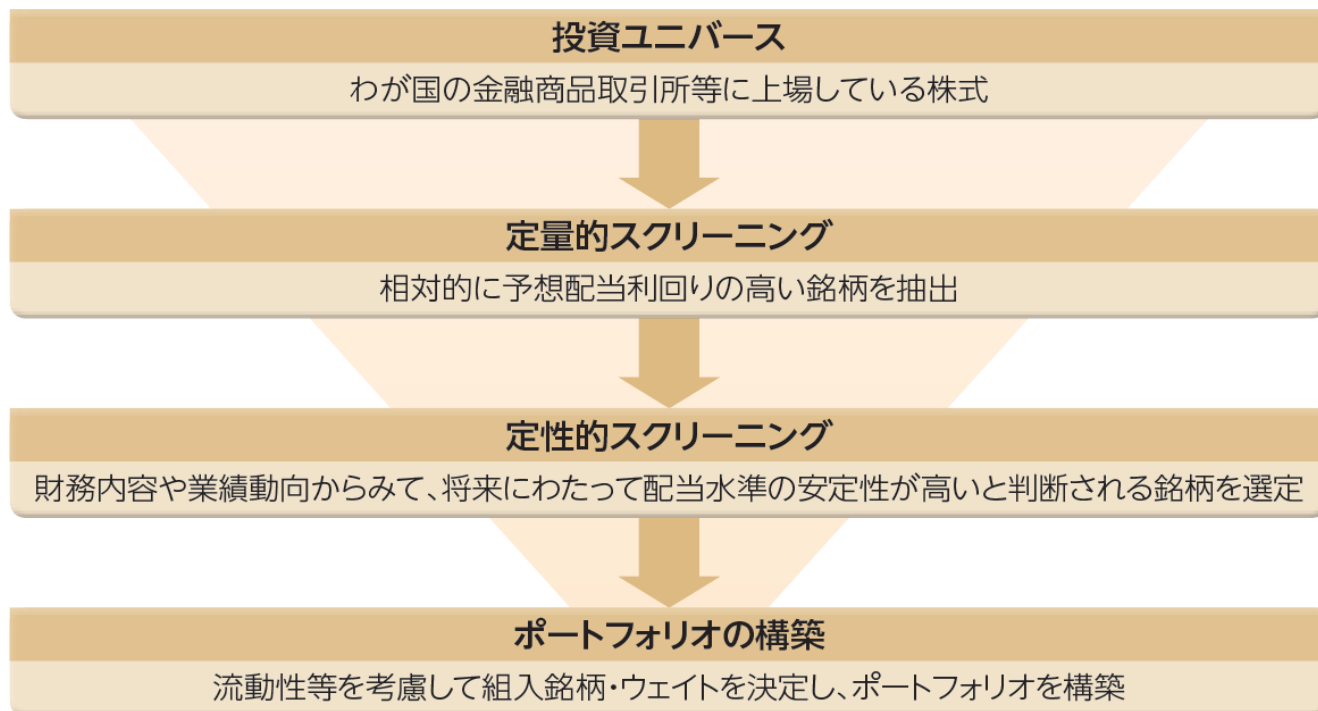 投資ユニバース
わが国の金融商品取引所等に上場している株式
定量的スクリーニング
相対的に予想配当利回りの高い銘柄を抽出
定性的スクリーニング
財務内容や業績動向からみて、将来にわたって配当水準の安定性が高いと判断される銘柄を選定
ポートフォリオの構築
流動性等を考慮して組入銘柄・ウェイトを決定し、ポートフォリオを構築